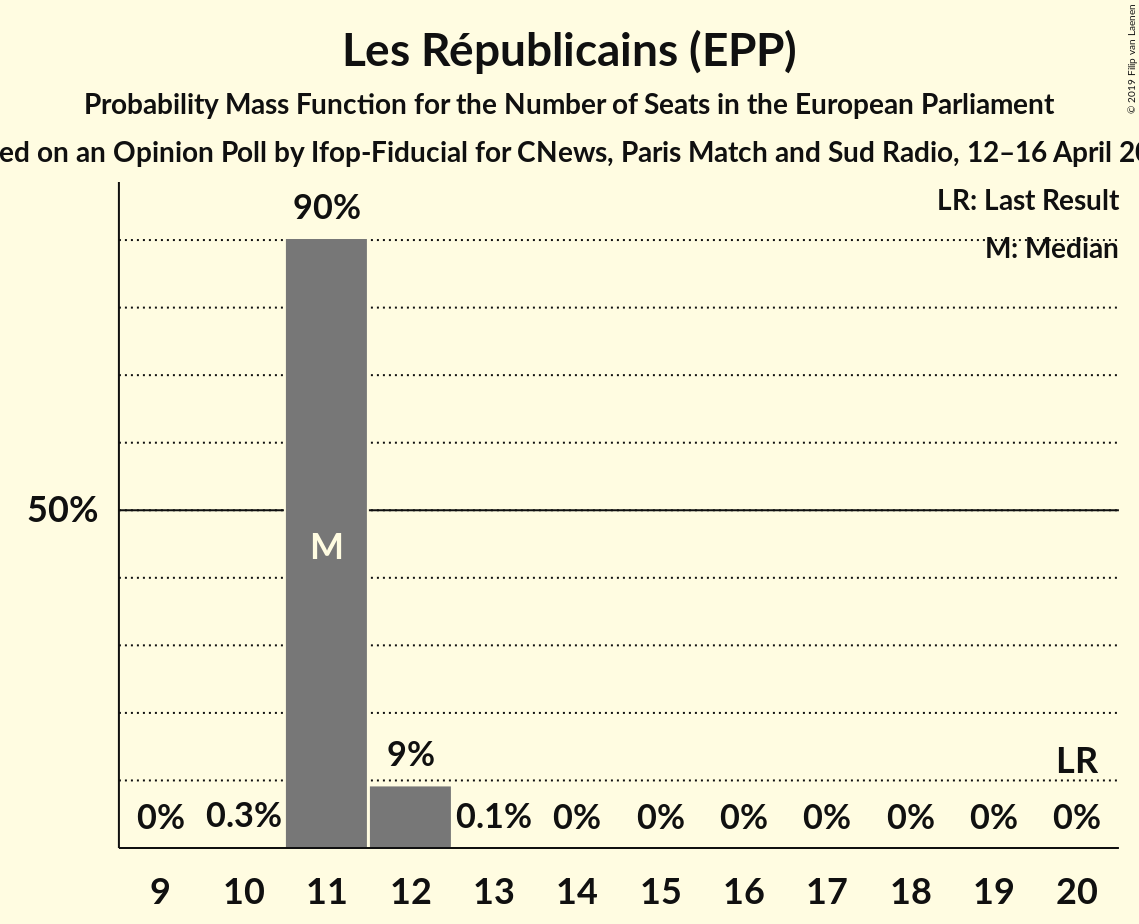 Les Républicains (EPP)
Probability Mass Function for the Number of Seats in the European Parliament
ed on an Opinion Poll by Ifop-Fiducial for CNews, Paris Match and Sud Radio, 12–16 April 20
© 2019 Filip van Laenen
LR: Last Result
M: Median
90%
50%
M
9%
LR
0% 0.3% 0.1% 0% 0% 0% 0% 0% 0% 0%
9 10 11 12 13 14 15 16 17 18 19 20